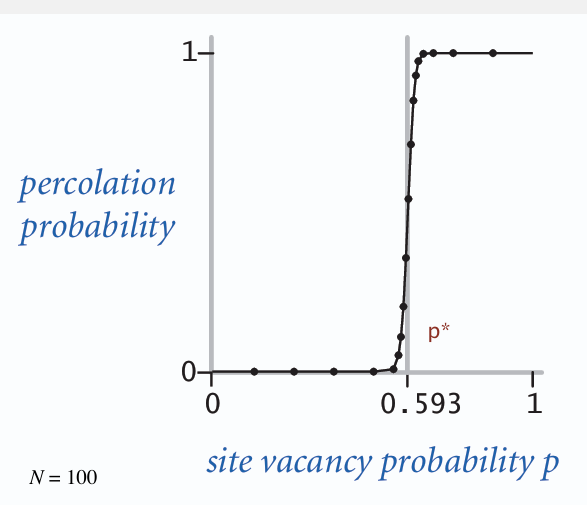 1
percolation
probability
p*
0
0
0.593
1
site vacancy probability p
N = 100